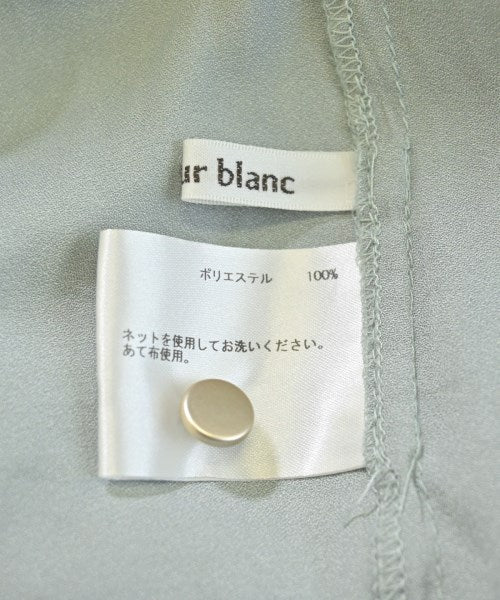 ur blanc
ポリエステル 100%
ネットを使用してお洗いください。
あて布使用。